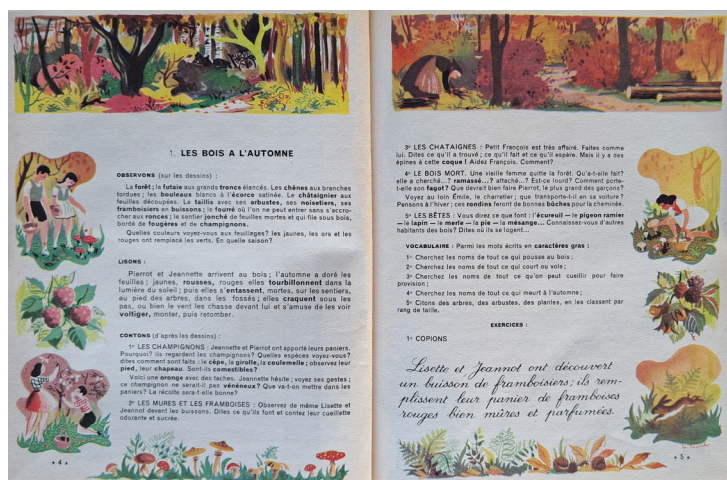 1. LES BOIS A L'AUTOMNE
OBSERVONS (sur les dessins) :
La forêt ; la futaie aux grands troncs élancés. Les chênes aux branches
tordues ; les bouleaux blancs à l'écorce satinée. Le châtaignier aux
feuilles découpées. Le taillis avec ses arbustes, ses noisetiers, ses
framboisiers en buissons ; le fourré où l'on ne peut entrer sans s'accro-
cher aux ronces ; le sentier jonché de feuilles mortes et qui file sous bois,
bordé de fougères et de champignons.
Quelles couleurs voyez-vous aux feuillages ? les jaunes, les ors et les
rouges ont remplacé les verts. En quelle saison ?
LISONS :
Pierrot et Jeannette arrivent au bois ; l'automne a doré les
feuilles ; jaunes, rousses, rouges elles tourbillonnent dans la
lumière du soleil ; puis elles s'entassent, mortes, sur les sentiers,
au pied des arbres, dans les fossés ; elles craquent sous les
pas, ou bien le vent les chasse devant lui et s'amuse de les voir
voltiger, monter, puis retomber.
CONTONS (d'après les dessins) :
1º LES CHAMPIGNONS : Jeannette et Pierrot ont apporté leurs paniers.
Pourquoi ? ils regardent les champignons ? Quelles espèces voyez-vous ?
dites comment sont faits : le cèpe, la girolle, la coulemelle ; observez leur
pied, leur chapeau. Sont-ils comestibles ?
Voici une oronge avec des taches. Jeannette hésite ; voyez ses gestes ;
ce champignon ne serait-il pas vénéneux ? Que va-t-on mettre dans les
paniers ? La récolte sera-t-elle bonne ?
2º LES MURES ET LES FRAMBOISES : Observez de même Lisette et
Jeannot devant les buissons. Dites ce qu'ils font et contez leur cueillette
odorante et sucrée.
★ 4 ★
3º LES CHATAIGNES : Petit François est très affairé. Faites comme
lui. Dites ce qu'il a trouvé ; ce qu'il fait et ce qu'il espère. Mais il y a des
épines à cette coque ! Aidez François. Comment ?
4º LE BOIS MORT. Une vieille femme quitte la forêt. Qu'a-t-elle fait ?
elle a cherché...? ramassé...? attaché...? Est-ce lourd ? Comment porte-
t-elle son fagot ? Que devrait bien faire Pierrot, le plus grand des garçons ?
Voyez au loin Émile, le charretier ; que transporte-t-il en sa voiture ?
Pensons à l'hiver ; ces rondins feront de bonnes bûches pour la cheminée.
5º LES BÊTES : Vous direz ce que font : l'écureuil — le pigeon ramier
— le lapin — le merle — la pie — la mésange... Connaissez-vous d'autres
habitants des bois ? Dites où ils se logent...
VOCABULAIRE : Parmi les mots écrits en caractères gras :
1º Cherchez les noms de tout ce qui pousse au bois ;
2º Cherchez les noms de tout ce qui court ou vole ;
3º Cherchez les noms de tout ce qu'on peut cueillir pour faire
provision ;
4º Cherchez les noms de tout ce qui meurt à l'automne ;
5º Citons des arbres, des arbustes, des plantes, en les classant par
rang de taille.
EXERCICES :
1º COPIONS
Lisette et Jeannot ont découvert
un buisson de framboisiers ; ils rem-
plissent leur panier de framboises
rouges bien mûres et parfumées.
★ 5 ★